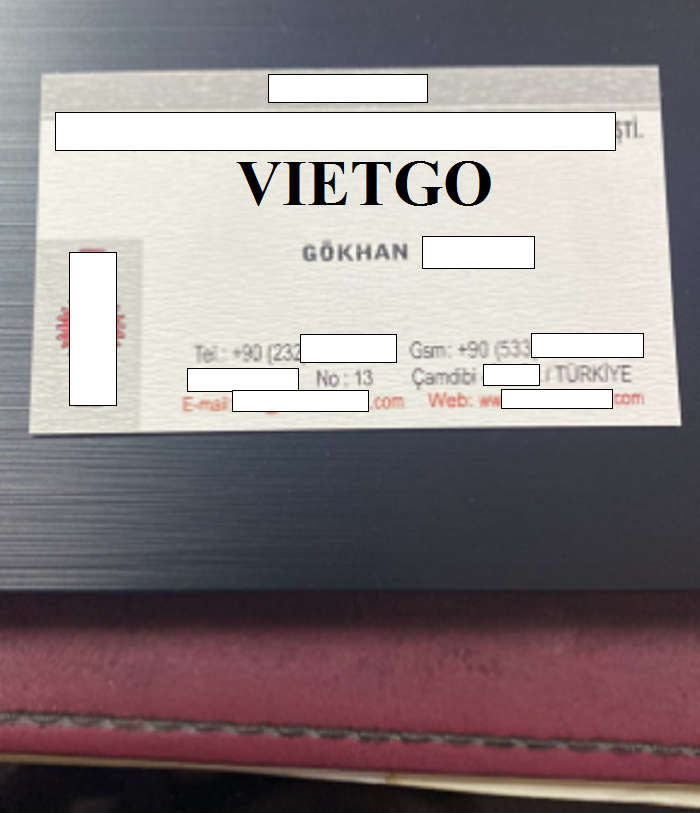 ŞTİ.
VIETGO
GÖKHAN
Tel.: +90 (232 Gsm: +90 (533
No : 13 Çamdibi / TÜRKİYE
E-mail .com Web: ww .com